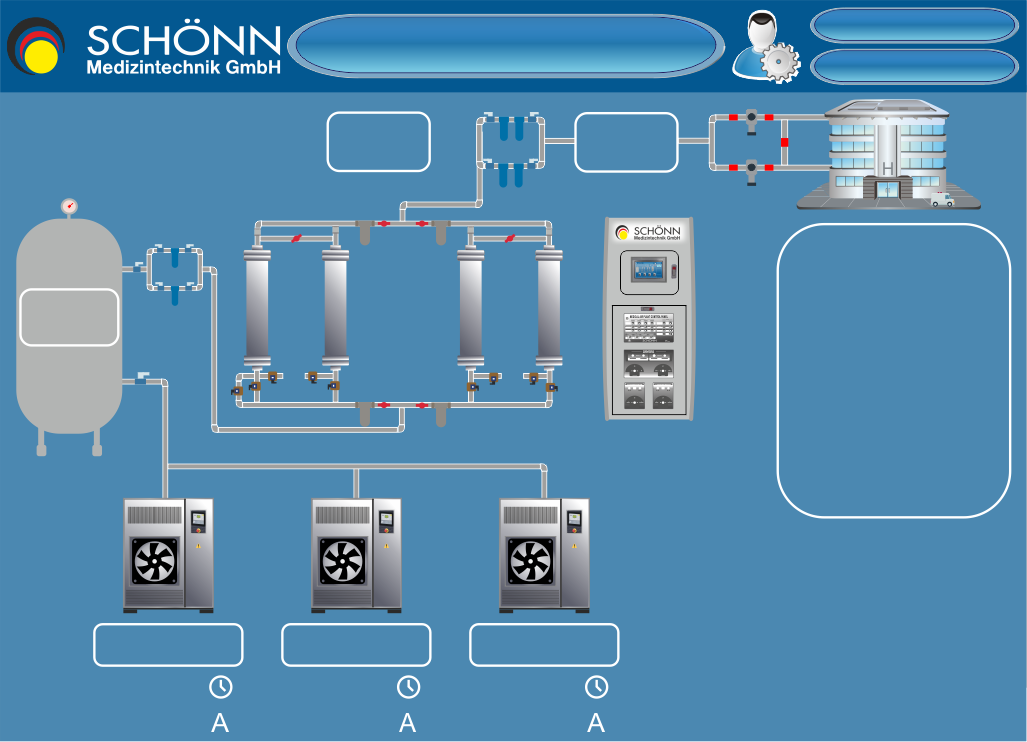 SCHÖNN
Medizintechnik GmbH
H
SCHÖNN
Medizintechnik GmbH
A
A
A